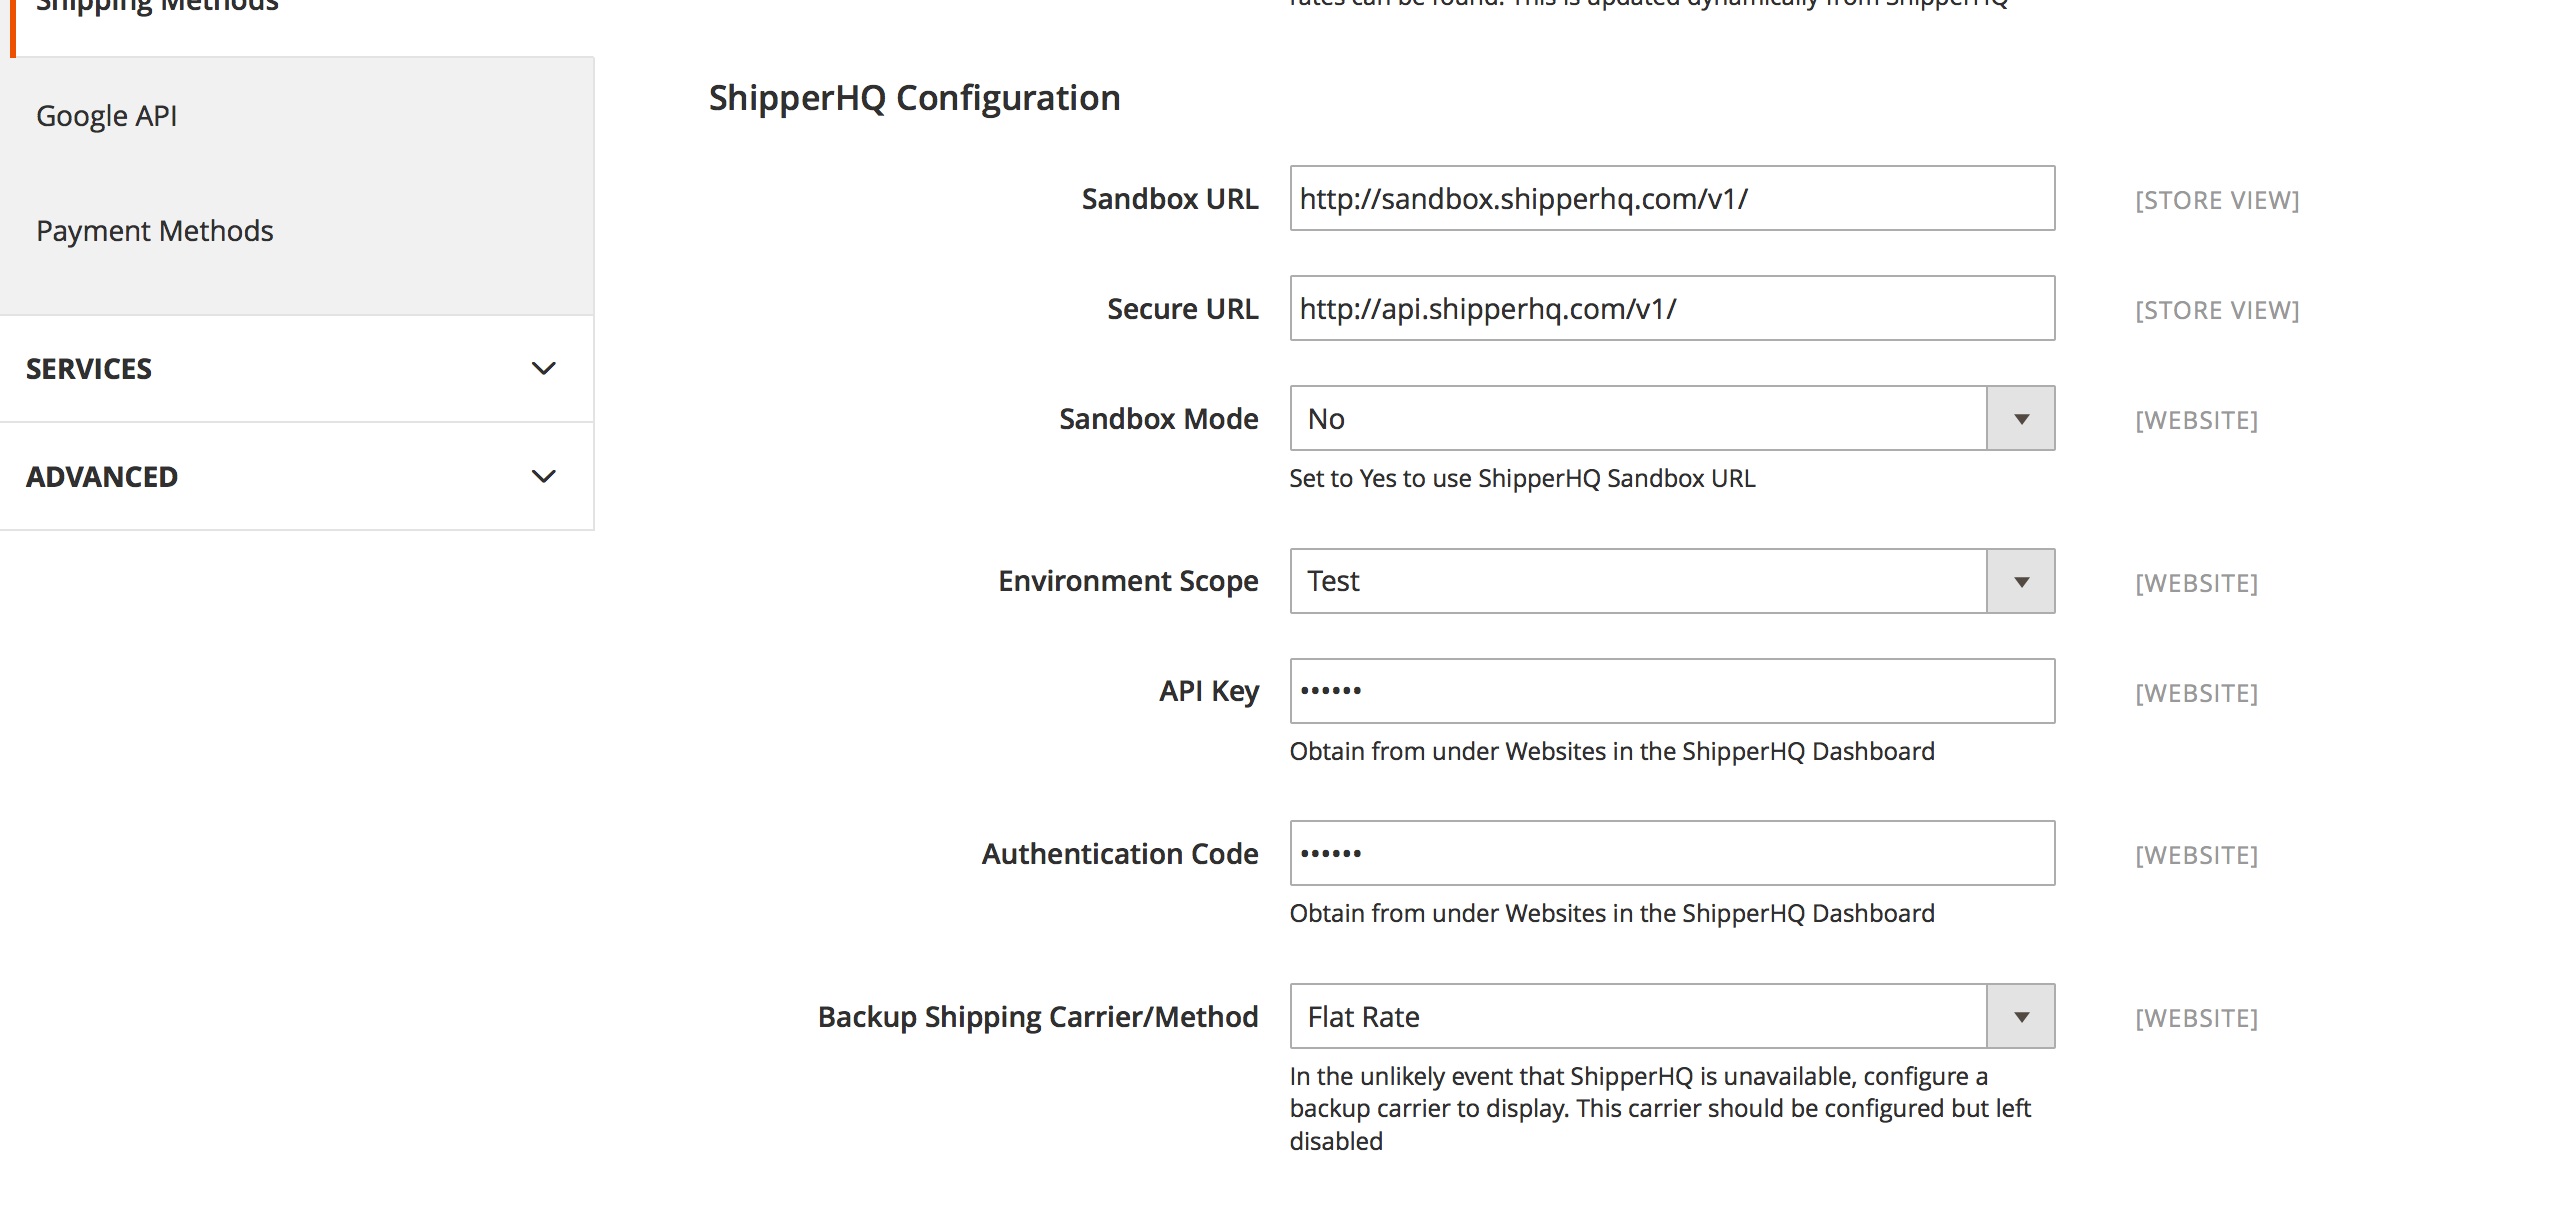 Shipping Methods
Google API
Payment Methods
SERVICES
ADVANCED
rates can be found. This is updated dynamically from ShipperHQ
ShipperHQ Configuration
Sandbox URL http://sandbox.shipperhq.com/v1/ [STORE VIEW]
Secure URL http://api.shipperhq.com/v1/ [STORE VIEW]
Sandbox Mode No [WEBSITE]
Set to Yes to use ShipperHQ Sandbox URL
Environment Scope Test [WEBSITE]
API Key •••••• [WEBSITE]
Obtain from under Websites in the ShipperHQ Dashboard
Authentication Code •••••• [WEBSITE]
Obtain from under Websites in the ShipperHQ Dashboard
Backup Shipping Carrier/Method Flat Rate [WEBSITE]
In the unlikely event that ShipperHQ is unavailable, configure a
backup carrier to display. This carrier should be configured but left
disabled